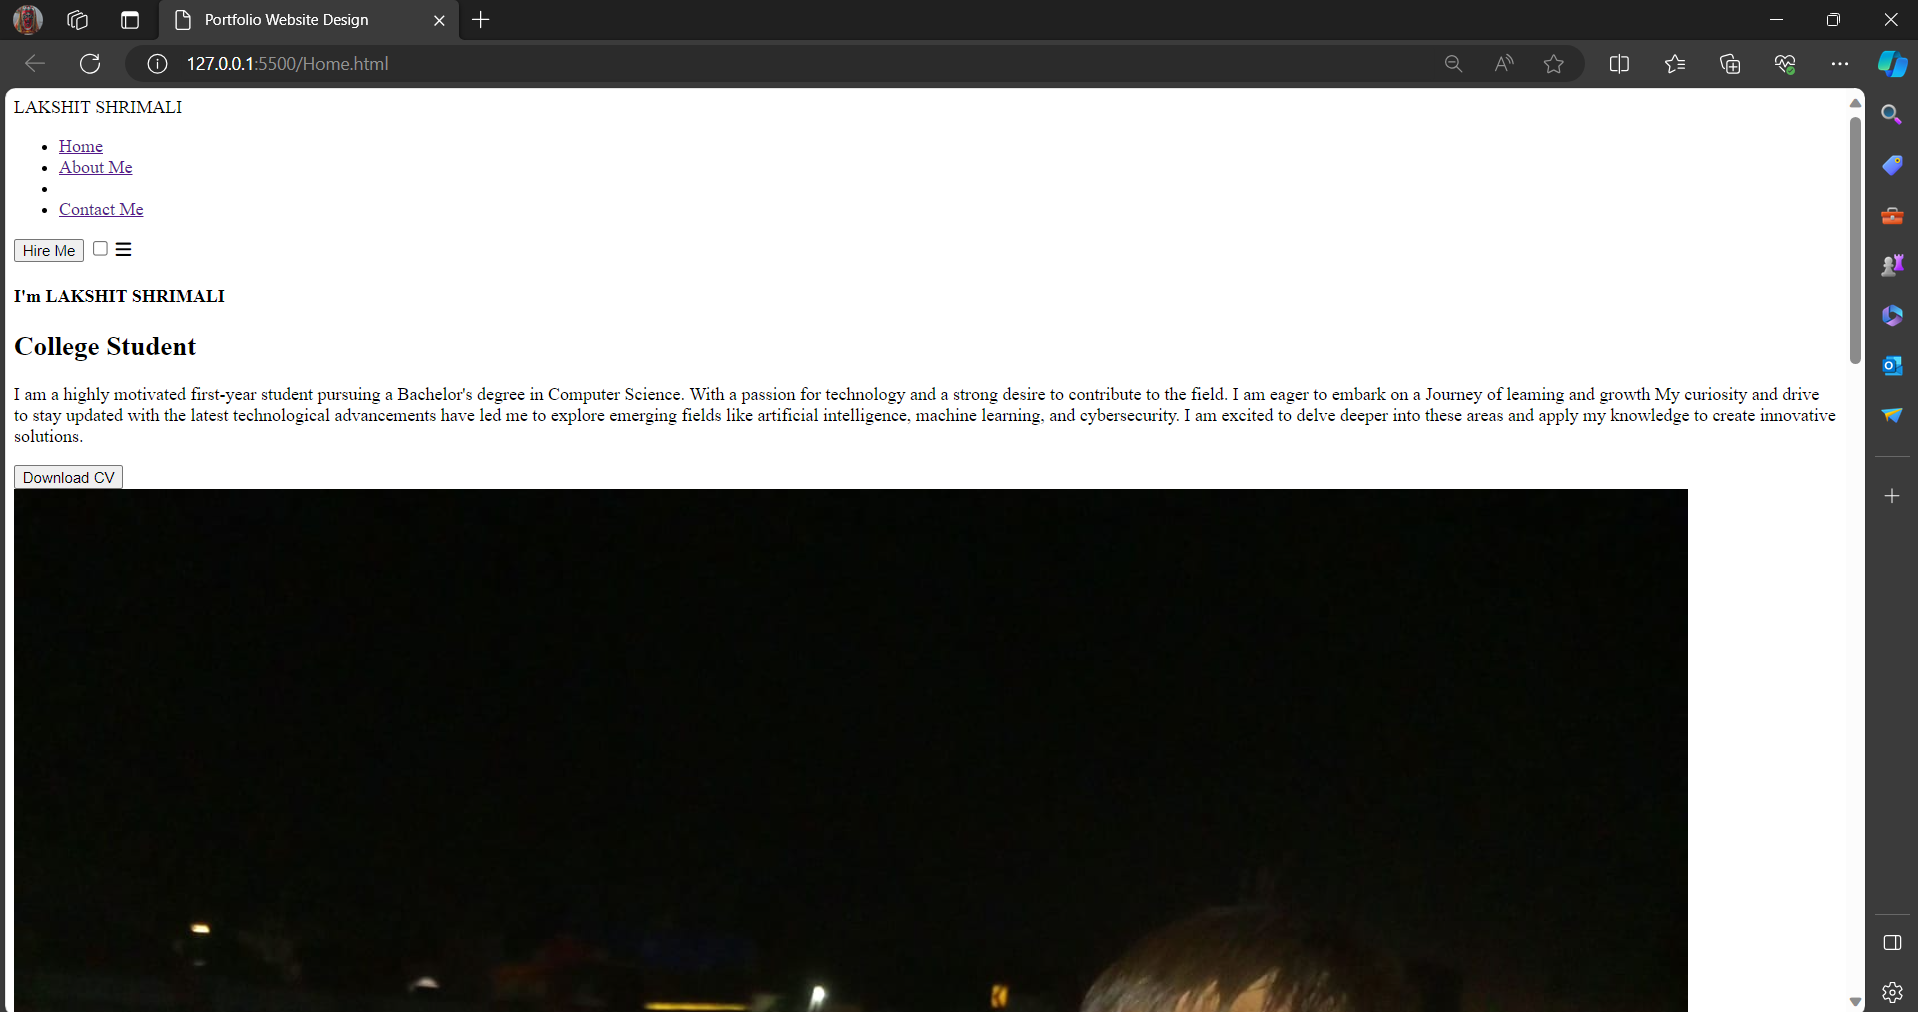 Portfolio Website Design
127.0.0.1:5500/Home.html
LAKSHIT SHRIMALI
Home
About Me
Contact Me
Hire Me
I'm LAKSHIT SHRIMALI
College Student
I am a highly motivated first-year student pursuing a Bachelor's degree in Computer Science. With a passion for technology and a strong desire to contribute to the field. I am eager to embark on a Journey of leaming and growth My curiosity and drive
to stay updated with the latest technological advancements have led me to explore emerging fields like artificial intelligence, machine learning, and cybersecurity. I am excited to delve deeper into these areas and apply my knowledge to create innovative
solutions.
Download CV